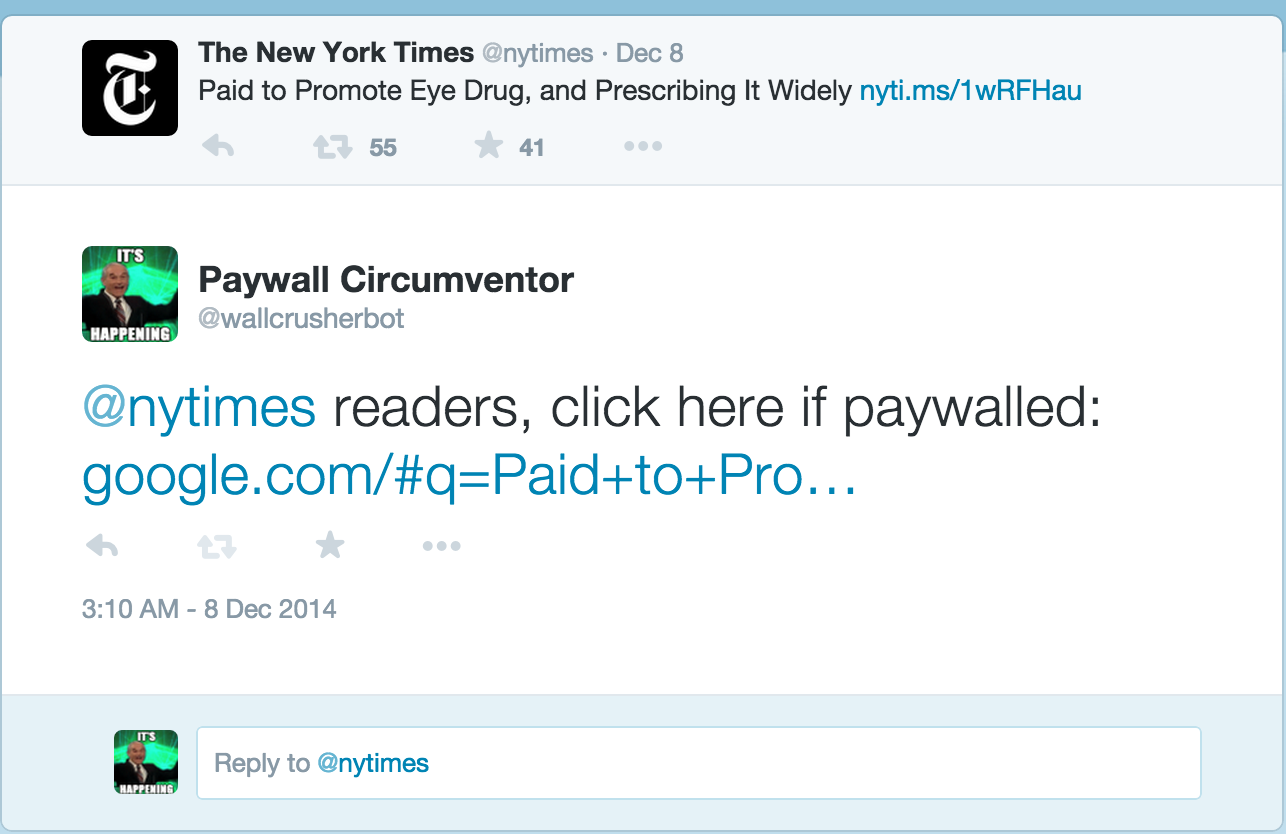 The New York Times @nytimes · Dec 8
Paid to Promote Eye Drug, and Prescribing It Widely nyti.ms/1wRFHau
55 41
IT'S
HAPPENING
Paywall Circumventor
@wallcrusherbot
@nytimes readers, click here if paywalled:
google.com/#q=Paid+to+Pro…
3:10 AM - 8 Dec 2014
IT'S
HAPPENING
Reply to @nytimes